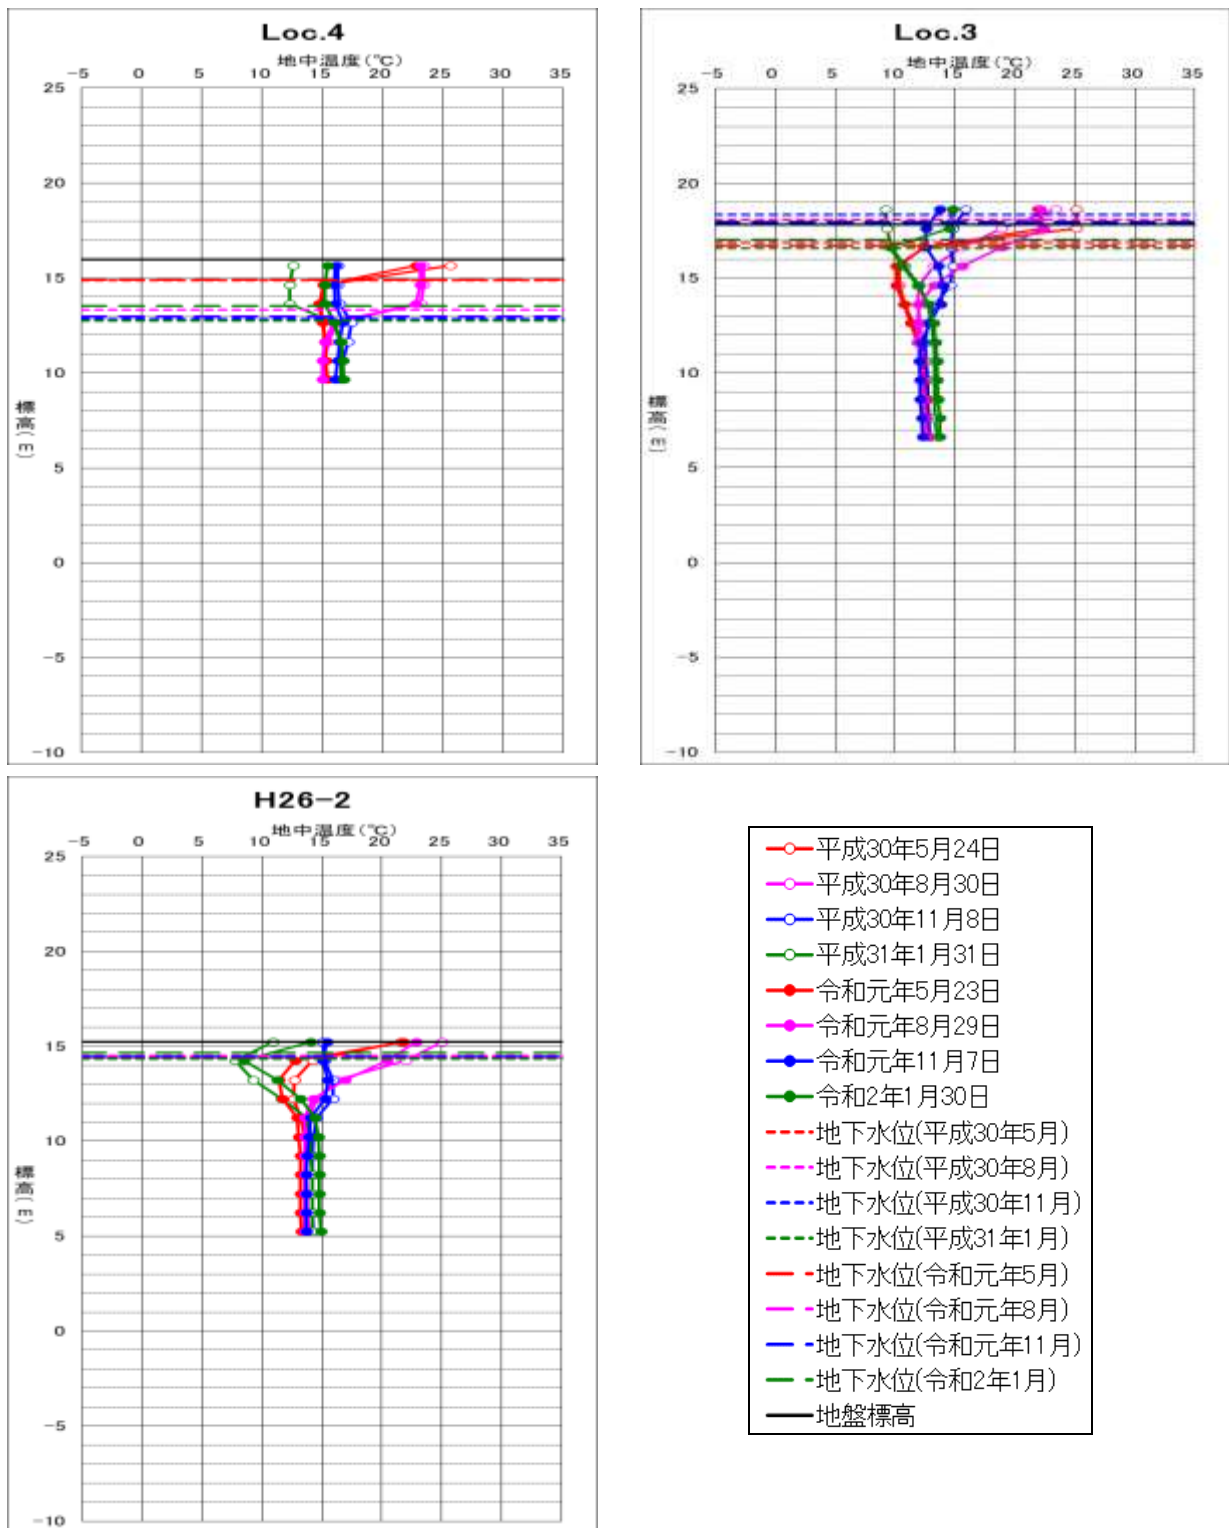 Loc.4
地中温度(℃)
-5 0 5 10 15 20 25 30 35
25
20
15
10
5
0
-5
-10
標高(m)
Loc.3
地中温度(℃)
-5 0 5 10 15 20 25 30 35
25
20
15
10
5
0
-5
-10
標高(m)
H26-2
地中温度(℃)
-5 0 5 10 15 20 25 30 35
25
20
15
10
5
0
-5
-10
標高(m)
平成30年5月24日
平成30年8月30日
平成30年11月8日
平成31年1月31日
令和元年5月23日
令和元年8月29日
令和元年11月7日
令和2年1月30日
地下水位(平成30年5月)
地下水位(平成30年8月)
地下水位(平成30年11月)
地下水位(平成31年1月)
地下水位(令和元年5月)
地下水位(令和元年8月)
地下水位(令和元年11月)
地下水位(令和2年1月)
地盤標高